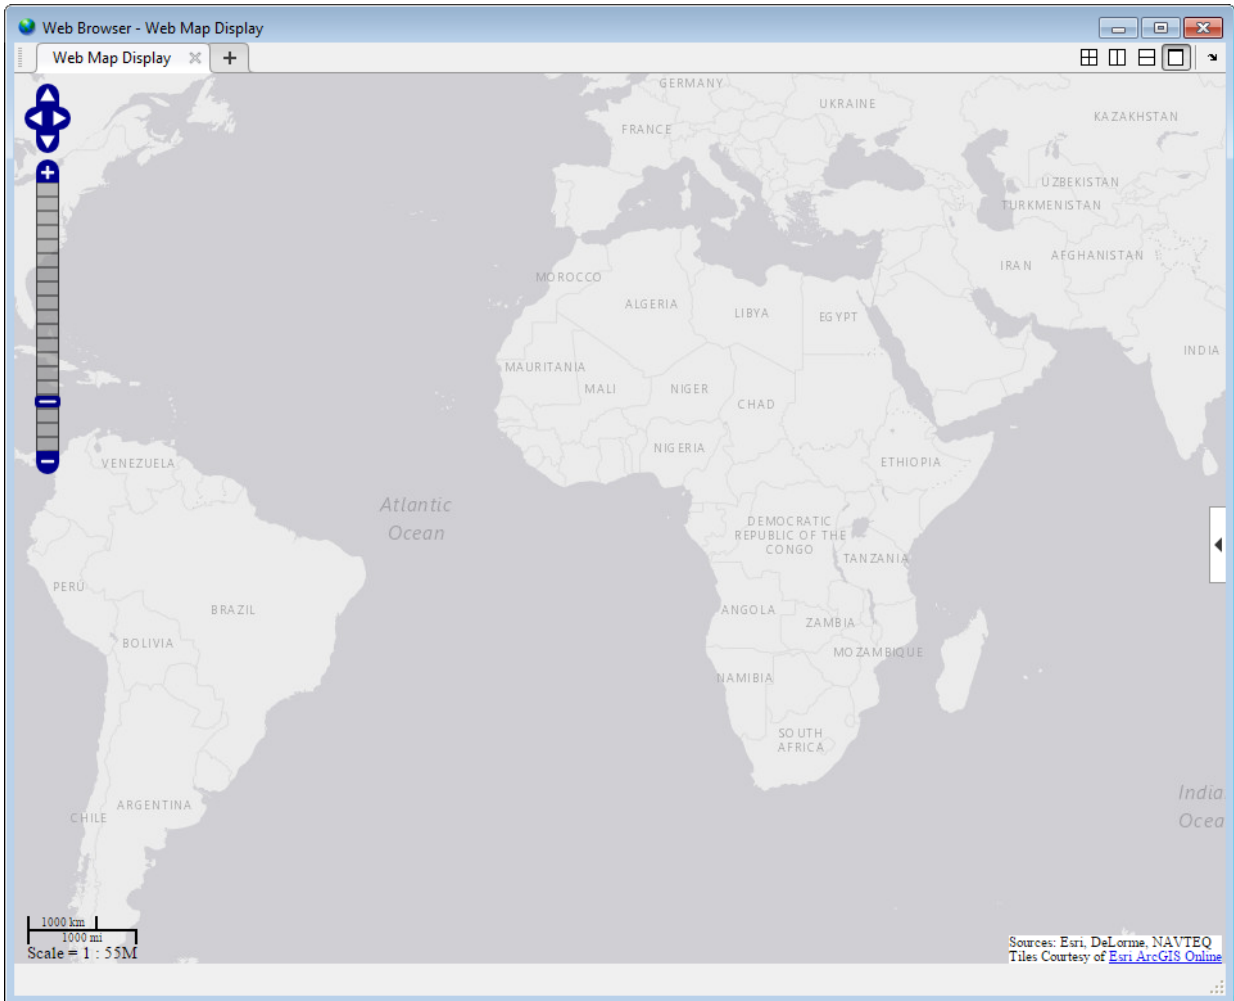 Web Browser - Web Map Display
Web Map Display
GERMANY
UKRAINE
KAZAKHSTAN
FRANCE
UZBEKISTAN
TURKMENISTAN
AFGHANISTAN
IRAN
MOROCCO
ALGERIA
LIBYA
EGYPT
INDIA
MAURITANIA
MALI
NIGER
CHAD
NIGERIA
VENEZUELA
ETHIOPIA
Atlantic
Ocean
DEMOCRATIC
REPUBLIC OF THE
CONGO
TANZANIA
PERÚ
BRAZIL
ANGOLA
ZAMBIA
BOLIVIA
MOZAMBIQUE
NAMIBIA
SOUTH
AFRICA
India
Ocea
ARGENTINA
CHILE
1000 km
1000 mi
Scale = 1 : 55M
Sources: Esri, DeLorme, NAVTEQ
Tiles Courtesy of Esri ArcGIS Online